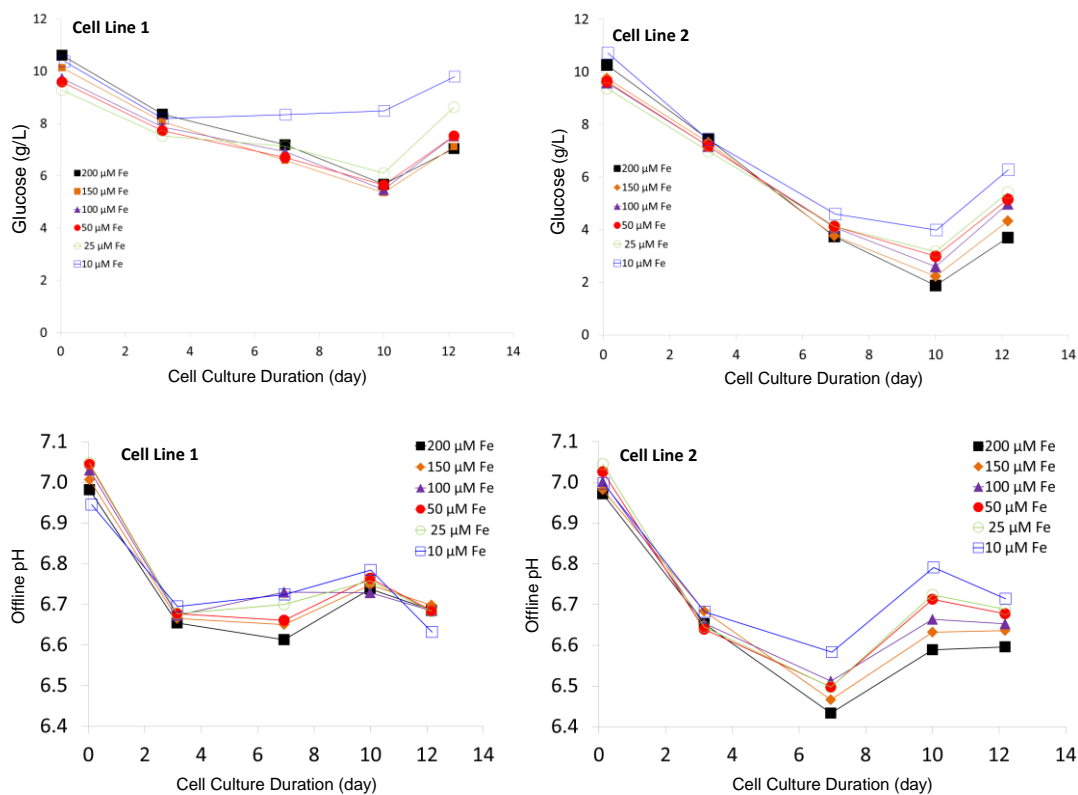 Cell Line 1
Glucose (g/L)
12
10
8
6
4
2
0
200 µM Fe
150 µM Fe
100 µM Fe
50 µM Fe
25 µM Fe
10 µM Fe
0 2 4 6 8 10 12 14
Cell Culture Duration (day)
Cell Line 2
Glucose (g/L)
12
10
8
6
4
2
0
200 µM Fe
150 µM Fe
100 µM Fe
50 µM Fe
25 µM Fe
10 µM Fe
0 2 4 6 8 10 12 14
Cell Culture Duration (day)
Cell Line 1
Offline pH
7.1
7.0
6.9
6.8
6.7
6.6
6.5
6.4
200 µM Fe
150 µM Fe
100 µM Fe
50 µM Fe
25 µM Fe
10 µM Fe
0 2 4 6 8 10 12 14
Cell Culture Duration (day)
Cell Line 2
Offline pH
7.1
7.0
6.9
6.8
6.7
6.6
6.5
6.4
200 µM Fe
150 µM Fe
100 µM Fe
50 µM Fe
25 µM Fe
10 µM Fe
0 2 4 6 8 10 12 14
Cell Culture Duration (day)